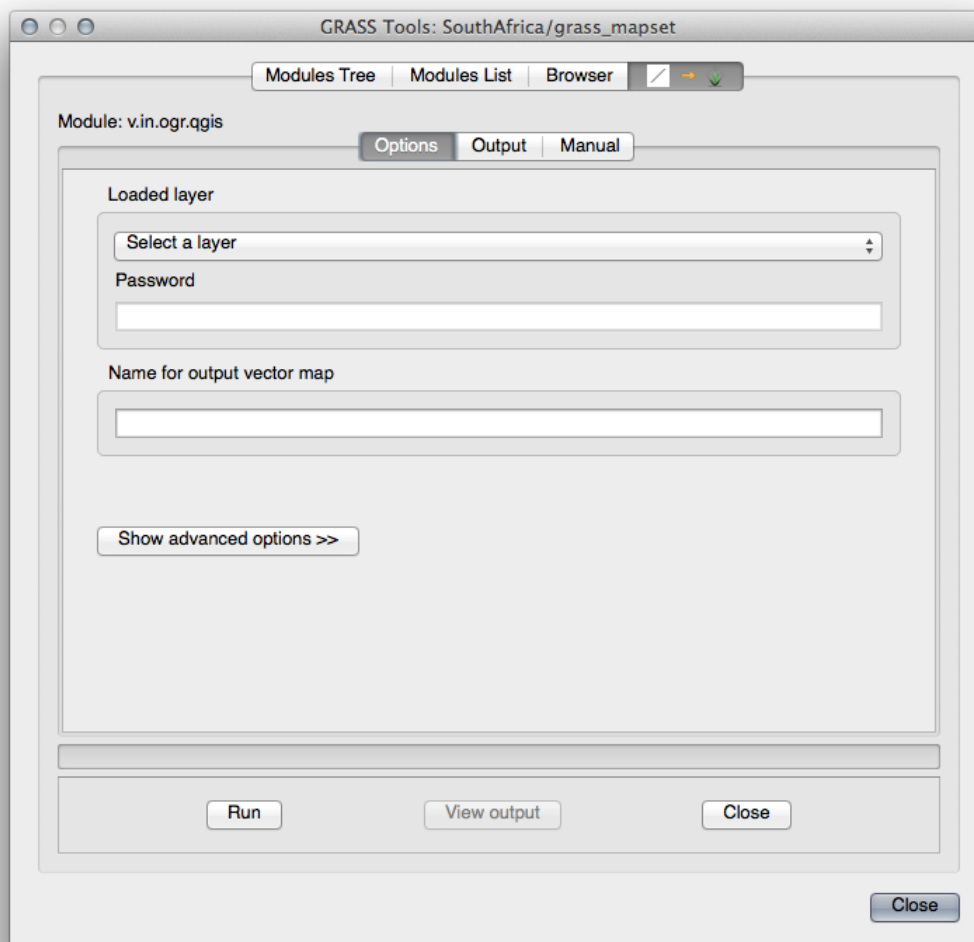 GRASS Tools: SouthAfrica/grass_mapset
Modules Tree Modules List Browser
Module: v.in.ogr.qgis
Options Output Manual
Loaded layer
Select a layer
Password
Name for output vector map
Show advanced options >>
Run View output Close
Close